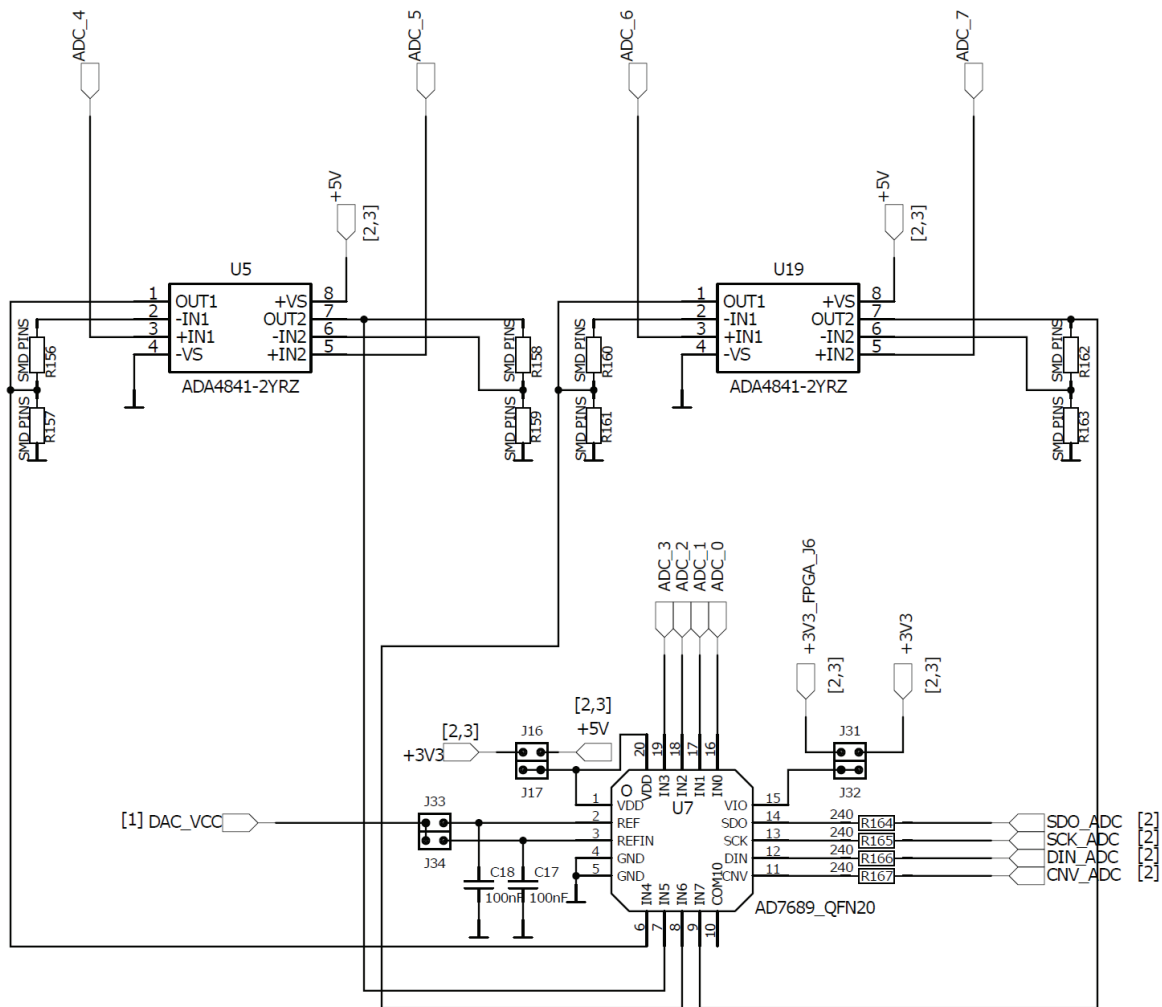 ADC_4
ADC_5
ADC_6
ADC_7
+5V
[2,3]
+5V
[2,3]
U5
1 OUT1 +VS 8
2 -IN1 OUT2 7
3 +IN1 -IN2 6
4 -VS +IN2 5
ADA4841-2YRZ
U19
1 OUT1 +VS 8
2 -IN1 OUT2 7
3 +IN1 -IN2 6
4 -VS +IN2 5
ADA4841-2YRZ
SMD PINS
R156
SMD PINS
R157
SMD PINS
R158
SMD PINS
R159
SMD PINS
R160
SMD PINS
R161
SMD PINS
R162
SMD PINS
R163
ADC_3
ADC_2
ADC_1
ADC_0
+3V3_FPGA_J6
[2,3]
+3V3
[2,3]
[2,3]
+3V3
J16
J17
[2,3]
+5V
J31
J32
[1] DAC_VCC
J33
J34
C18
100nF
C17
100nF
20 VDD
19 IN3
18 IN2
17 IN1
16 IN0
U7
1 VDD
2 REF
3 REFIN
4 GND
5 GND
VIO 15
SDO 14
SCK 13
DIN 12
CNV 11
IN4 6
IN5 7
IN6 8
IN7 9
COM10 10
AD7689_QFN20
240 R164 SDO_ADC [2]
240 R165 SCK_ADC [2]
240 R166 DIN_ADC [2]
240 R167 CNV_ADC [2]